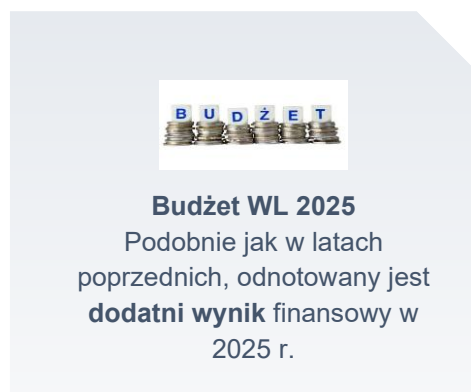 BUDŻET
Budżet WL 2025
Podobnie jak w latach
poprzednich, odnotowany jest
dodatni wynik finansowy w
2025 r.